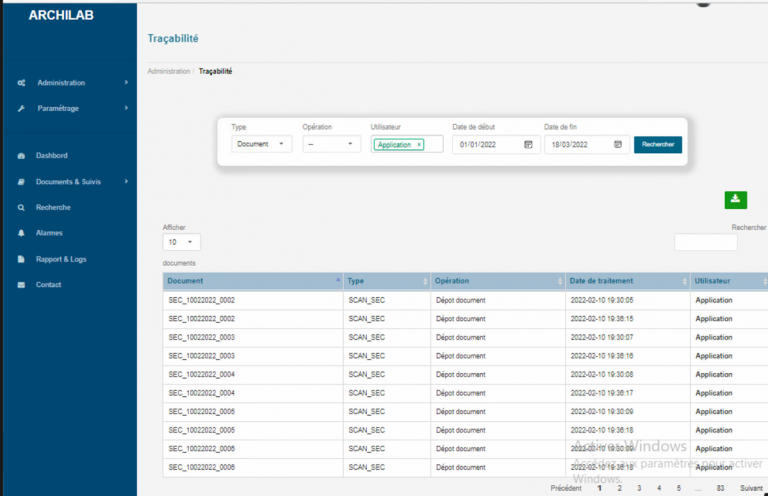 ARCHILAB
Traçabilité
Administration / Traçabilité
Administration
Paramétrage
Dashbord
Documents & Suivis
Recherche
Alarmes
Rapport & Logs
Contact
Type Opération Utilisateur Date de début Date de fin
Document -- Application × 01/01/2022 18/03/2022 Rechercher
Afficher Rechercher
10
documents
Document Type Opération Date de traitement Utilisateur
SEC_10022022_0002 SCAN_SEC Dépot document 2022-02-10 19:30:05 Application
SEC_10022022_0002 SCAN_SEC Dépot document 2022-02-10 19:36:15 Application
SEC_10022022_0003 SCAN_SEC Dépot document 2022-02-10 19:30:07 Application
SEC_10022022_0003 SCAN_SEC Dépot document 2022-02-10 19:36:16 Application
SEC_10022022_0004 SCAN_SEC Dépot document 2022-02-10 19:30:08 Application
SEC_10022022_0004 SCAN_SEC Dépot document 2022-02-10 19:36:17 Application
SEC_10022022_0005 SCAN_SEC Dépot document 2022-02-10 19:30:09 Application
SEC_10022022_0005 SCAN_SEC Dépot document 2022-02-10 19:36:18 Application
SEC_10022022_0006 SCAN_SEC Dépot document 2022-02-10 Application
SEC_10022022_0006 SCAN_SEC Dépot document 2022-02-10 Application
Activer Windows
Accédez aux paramètres pour activer
Windows.
Précédent 1 2 3 4 5 ... 83 Suivant